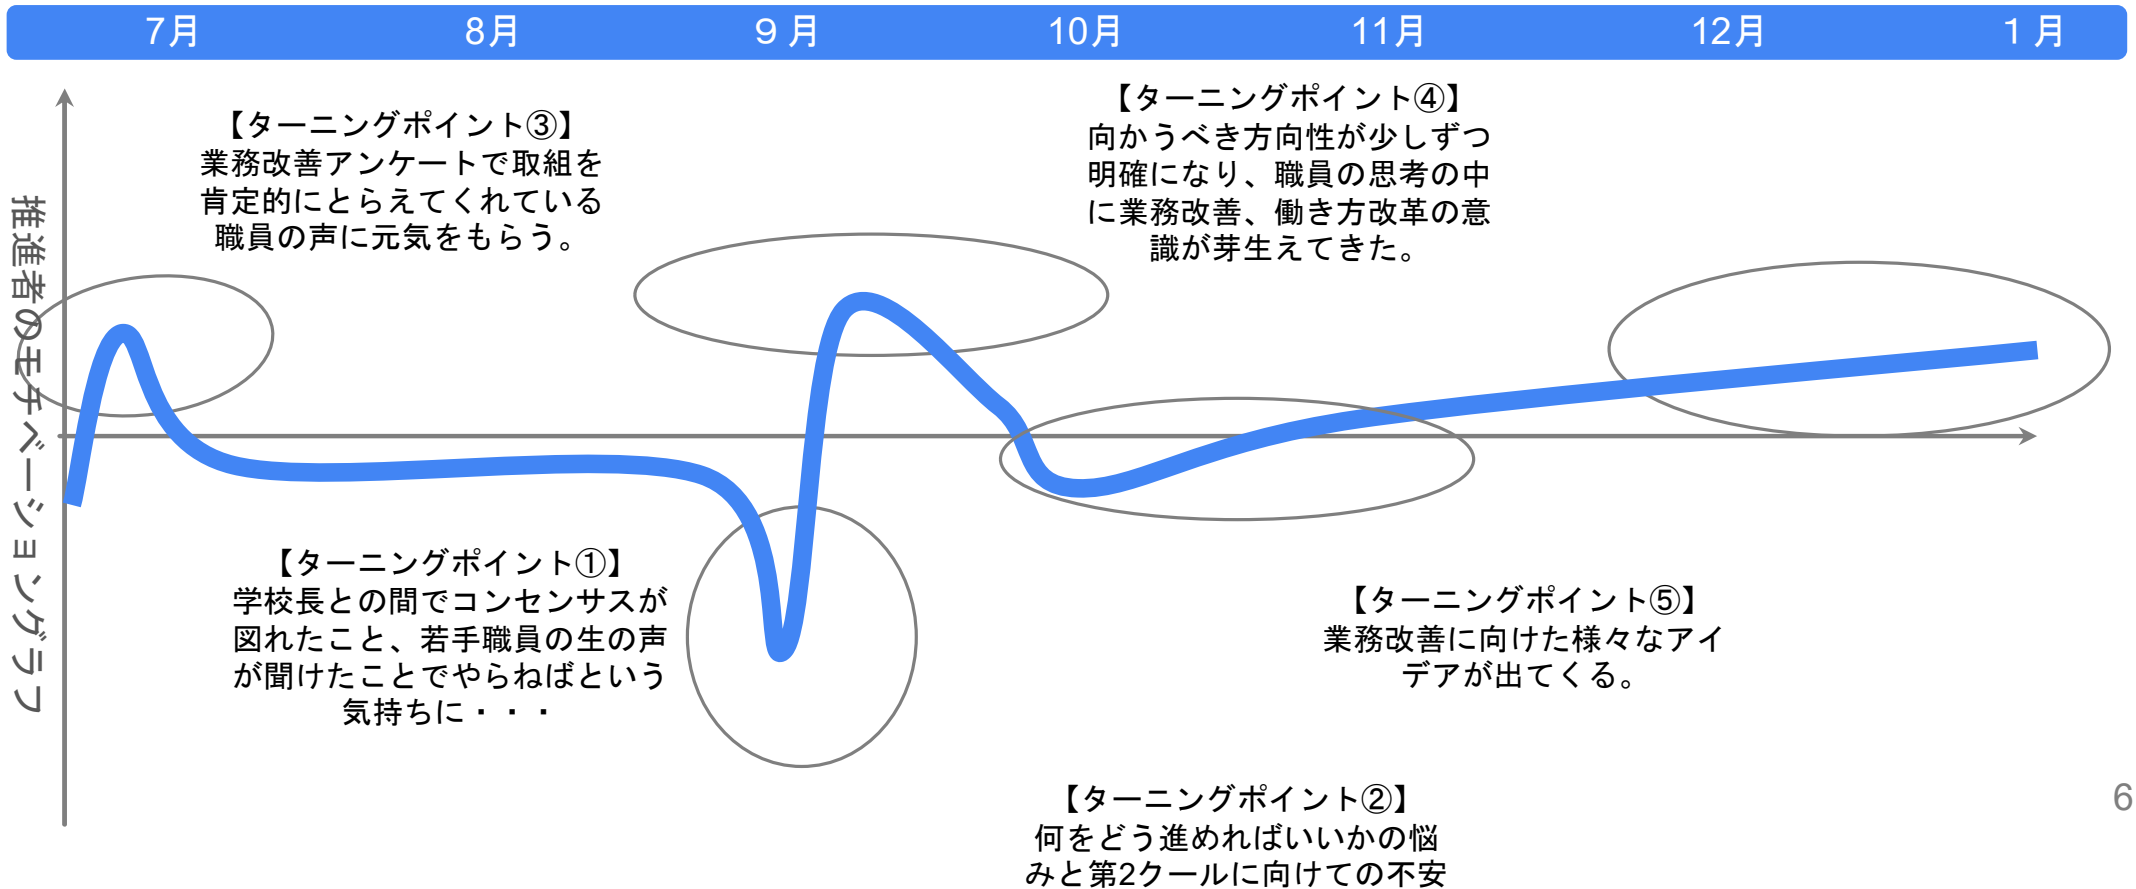 7月 8月 ９月 10月 11月 12月 １月
推進者のモチベーショングラフ
【ターニングポイント③】
業務改善アンケートで取組を
肯定的にとらえてくれている
職員の声に元気をもらう。
【ターニングポイント④】
向かうべき方向性が少しずつ
明確になり、職員の思考の中
に業務改善、働き方改革の意
識が芽生えてきた。
【ターニングポイント①】
学校長との間でコンセンサスが
図れたこと、若手職員の生の声
が聞けたことでやらねばという
気持ちに・・・
【ターニングポイント⑤】
業務改善に向けた様々なアイ
デアが出てくる。
【ターニングポイント②】
何をどう進めればいいかの悩
みと第2クールに向けての不安
6